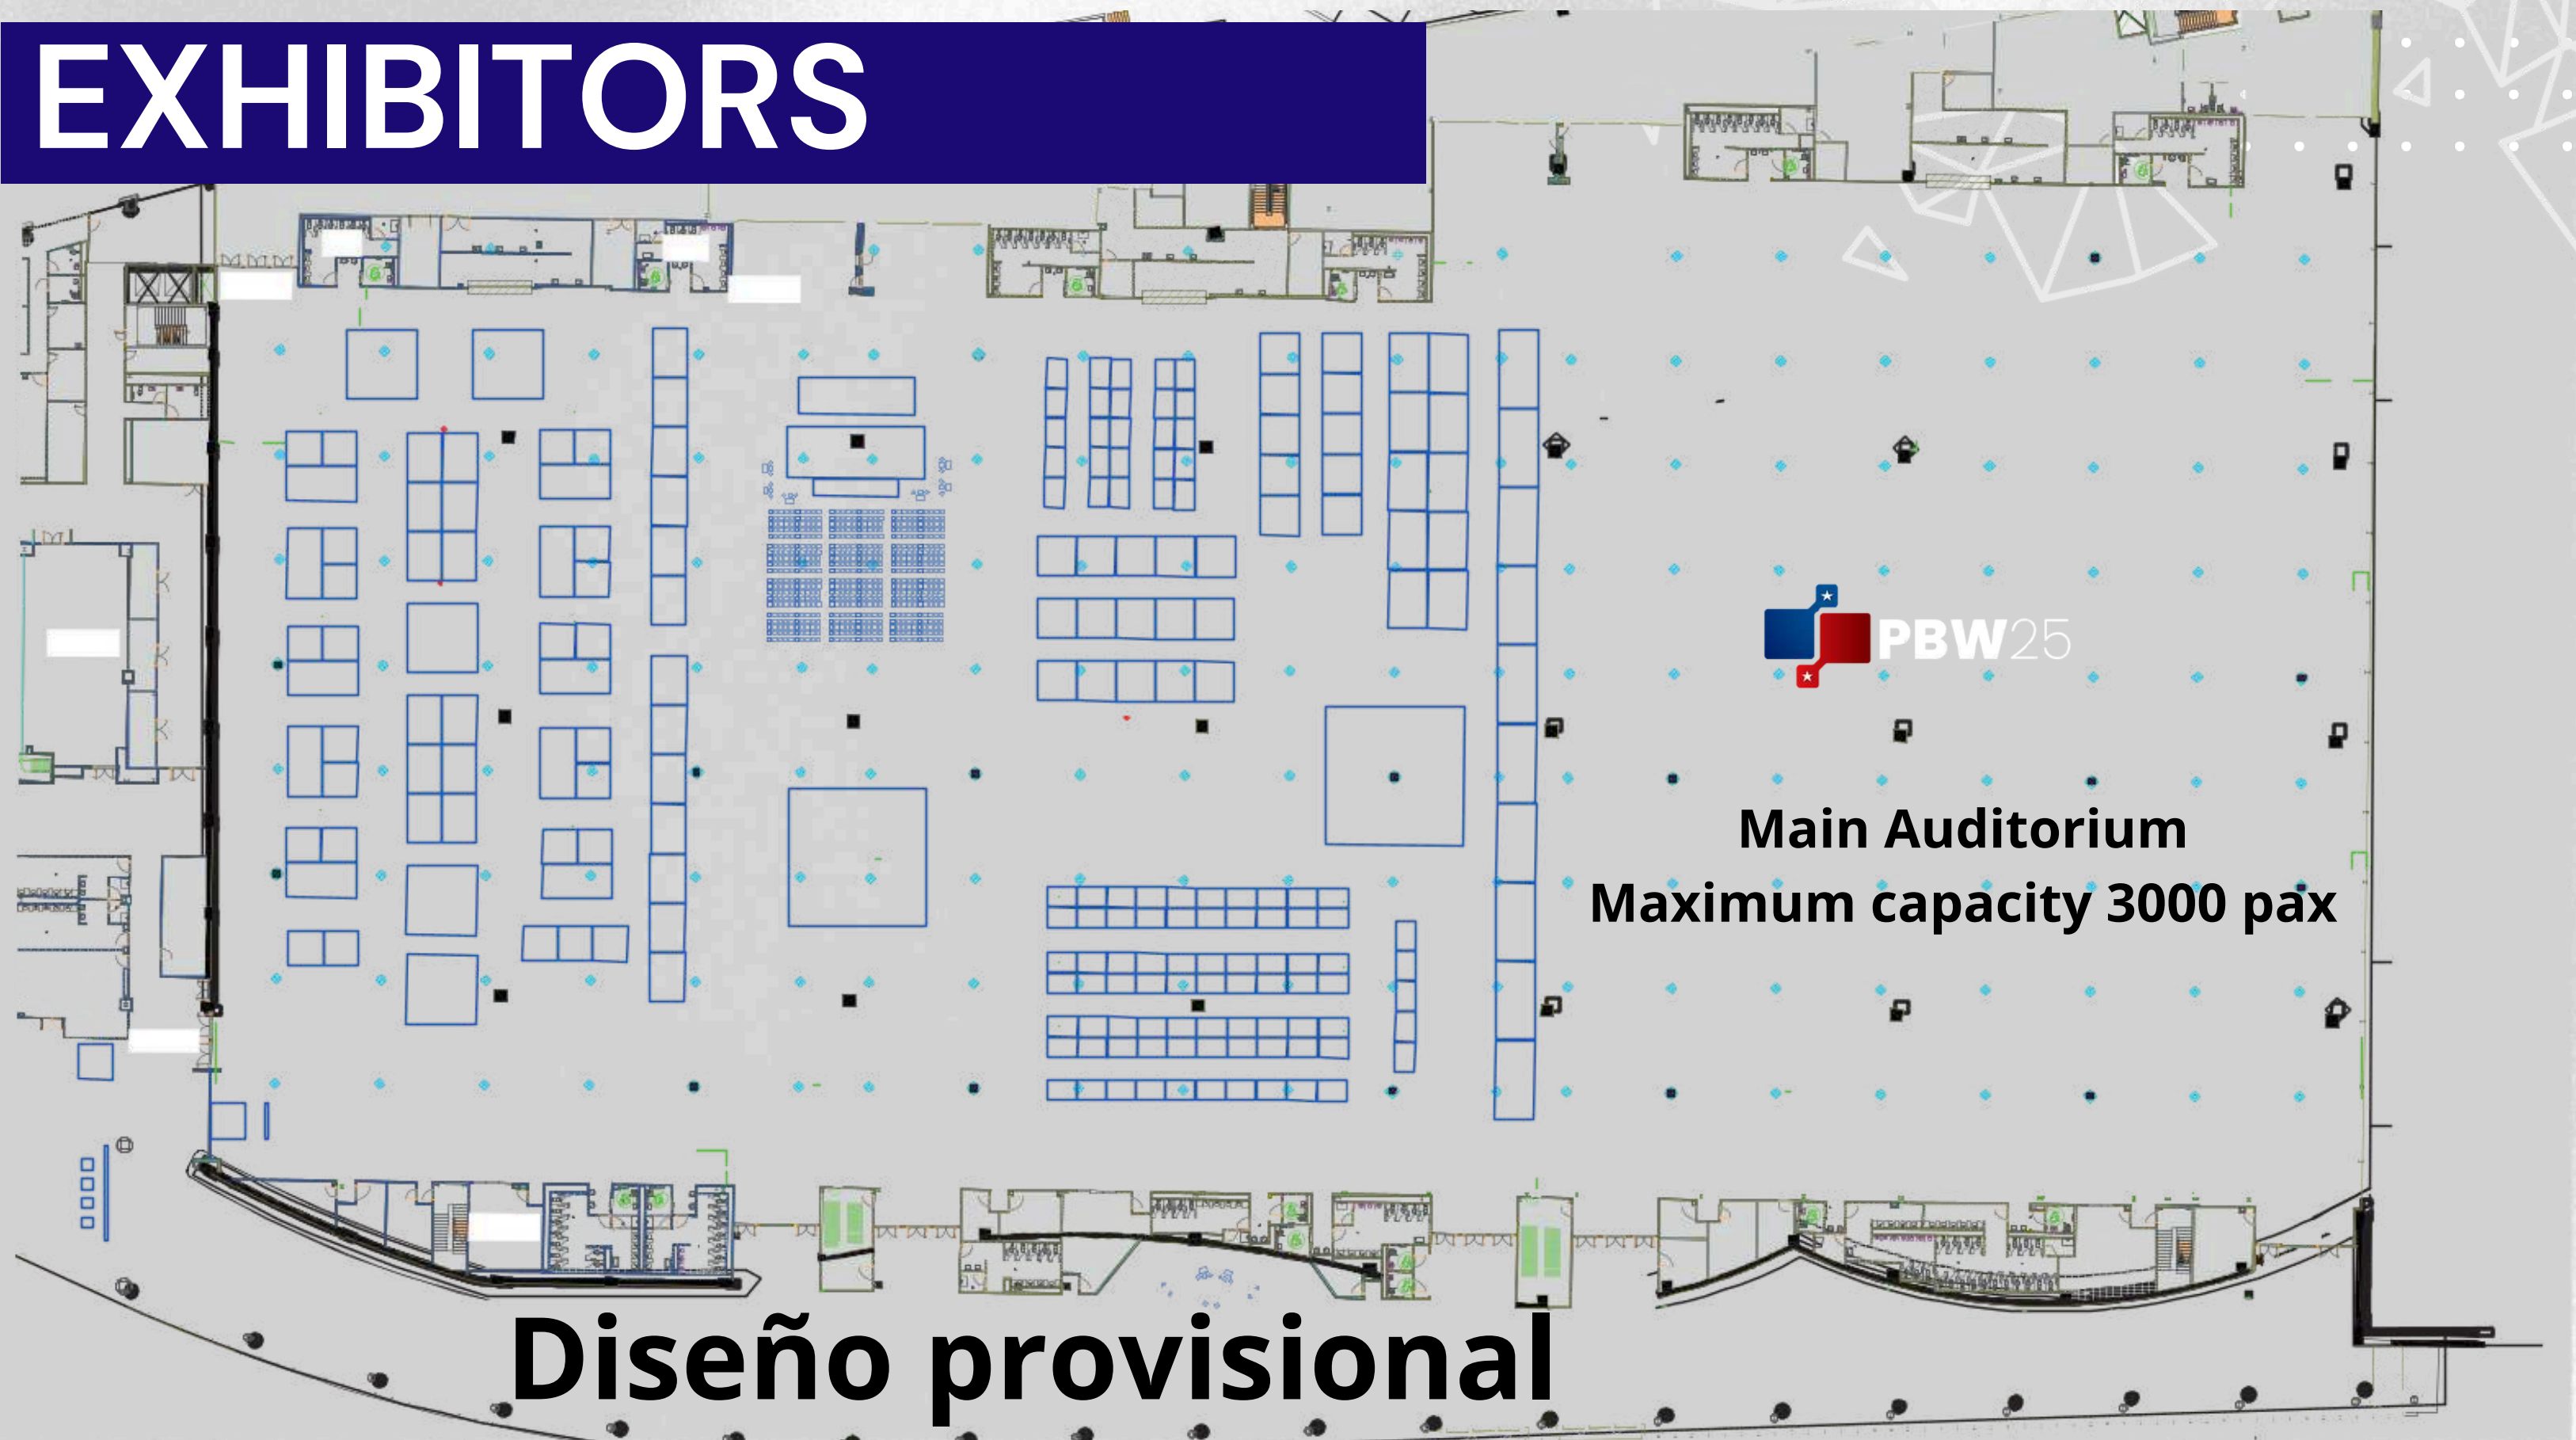 EXHIBITORS
PBW25
Main Auditorium
Maximum capacity 3000 pax
Diseño provisional